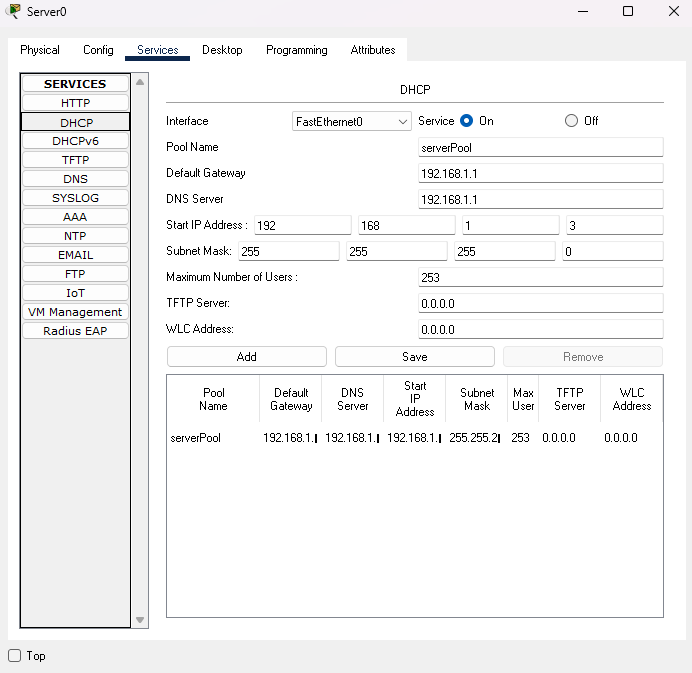 Server0
Physical Config Services Desktop Programming Attributes
SERVICES
HTTP
DHCP
DHCPv6
TFTP
DNS
SYSLOG
AAA
NTP
EMAIL
FTP
IoT
VM Management
Radius EAP
DHCP
Interface FastEthernet0 Service On Off
Pool Name serverPool
Default Gateway 192.168.1.1
DNS Server 192.168.1.1
Start IP Address : 192 168 1 3
Subnet Mask: 255 255 255 0
Maximum Number of Users : 253
TFTP Server: 0.0.0.0
WLC Address: 0.0.0.0
Add Save Remove
Pool Name Default Gateway DNS Server Start IP Address Subnet Mask Max User TFTP Server WLC Address
serverPool 192.168.1. 192.168.1. 192.168.1. 255.255.2 253 0.0.0.0 0.0.0.0
Top